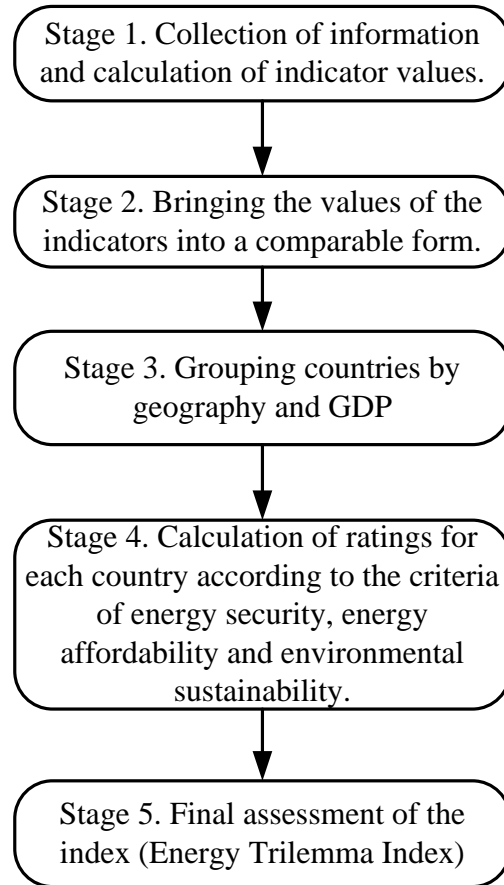 Stage 1. Collection of information
and calculation of indicator values.
Stage 2. Bringing the values of the
indicators into a comparable form.
Stage 3. Grouping countries by
geography and GDP
Stage 4. Calculation of ratings for
each country according to the criteria
of energy security, energy
affordability and environmental
sustainability.
Stage 5. Final assessment of the
index (Energy Trilemma Index)